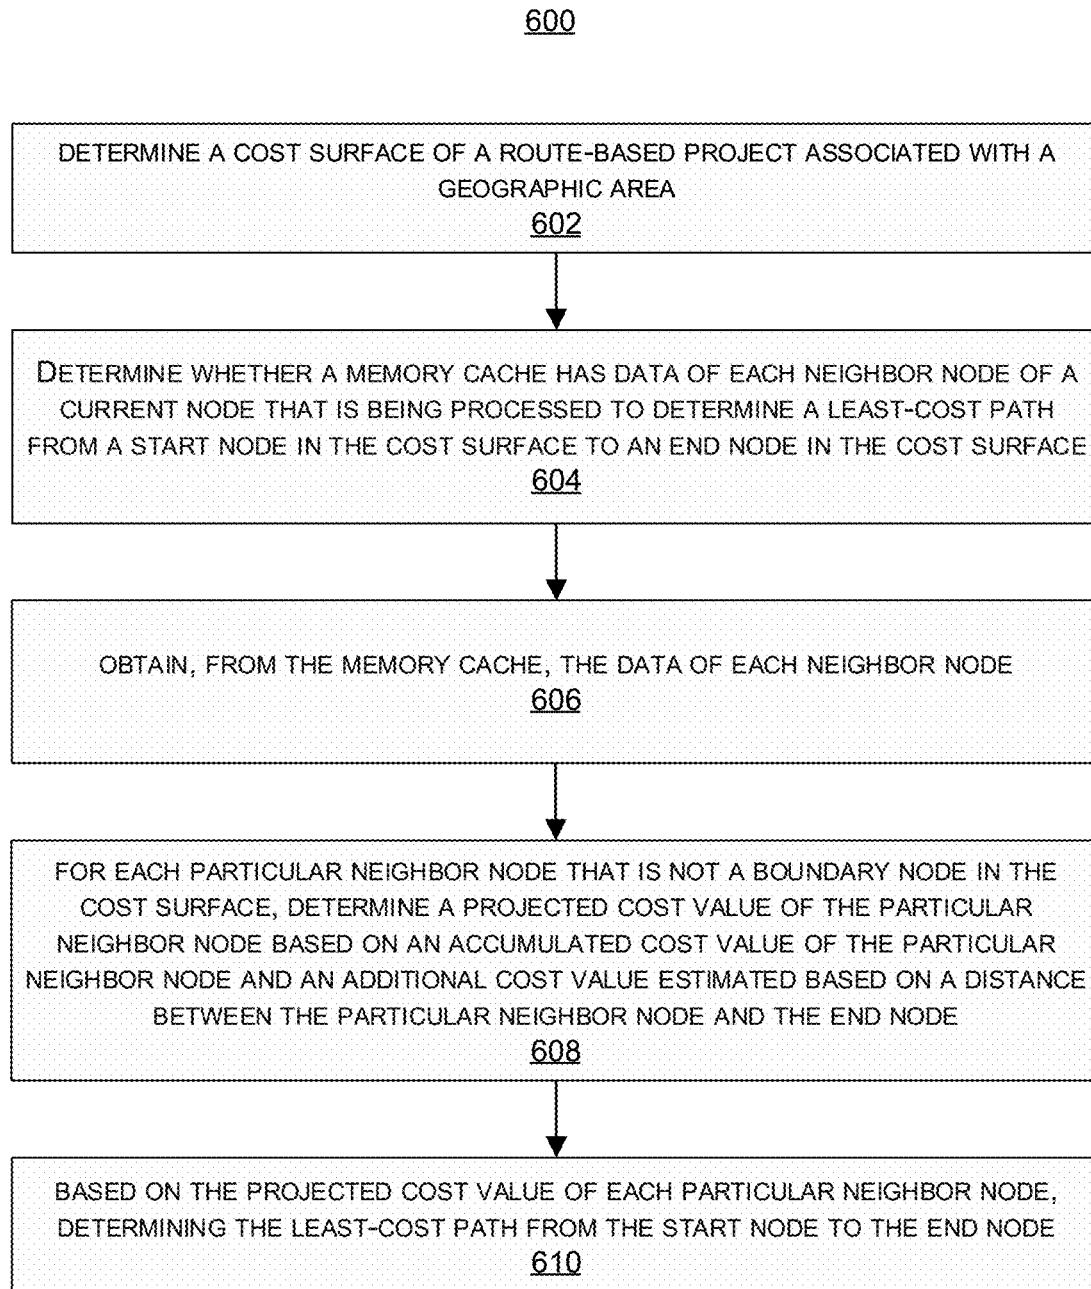 600
DETERMINE A COST SURFACE OF A ROUTE-BASED PROJECT ASSOCIATED WITH A
GEOGRAPHIC AREA
602
DETERMINE WHETHER A MEMORY CACHE HAS DATA OF EACH NEIGHBOR NODE OF A
CURRENT NODE THAT IS BEING PROCESSED TO DETERMINE A LEAST-COST PATH
FROM A START NODE IN THE COST SURFACE TO AN END NODE IN THE COST SURFACE
604
OBTAIN, FROM THE MEMORY CACHE, THE DATA OF EACH NEIGHBOR NODE
606
FOR EACH PARTICULAR NEIGHBOR NODE THAT IS NOT A BOUNDARY NODE IN THE
COST SURFACE, DETERMINE A PROJECTED COST VALUE OF THE PARTICULAR
NEIGHBOR NODE BASED ON AN ACCUMULATED COST VALUE OF THE PARTICULAR
NEIGHBOR NODE AND AN ADDITIONAL COST VALUE ESTIMATED BASED ON A DISTANCE
BETWEEN THE PARTICULAR NEIGHBOR NODE AND THE END NODE
608
BASED ON THE PROJECTED COST VALUE OF EACH PARTICULAR NEIGHBOR NODE,
DETERMINING THE LEAST-COST PATH FROM THE START NODE TO THE END NODE
610